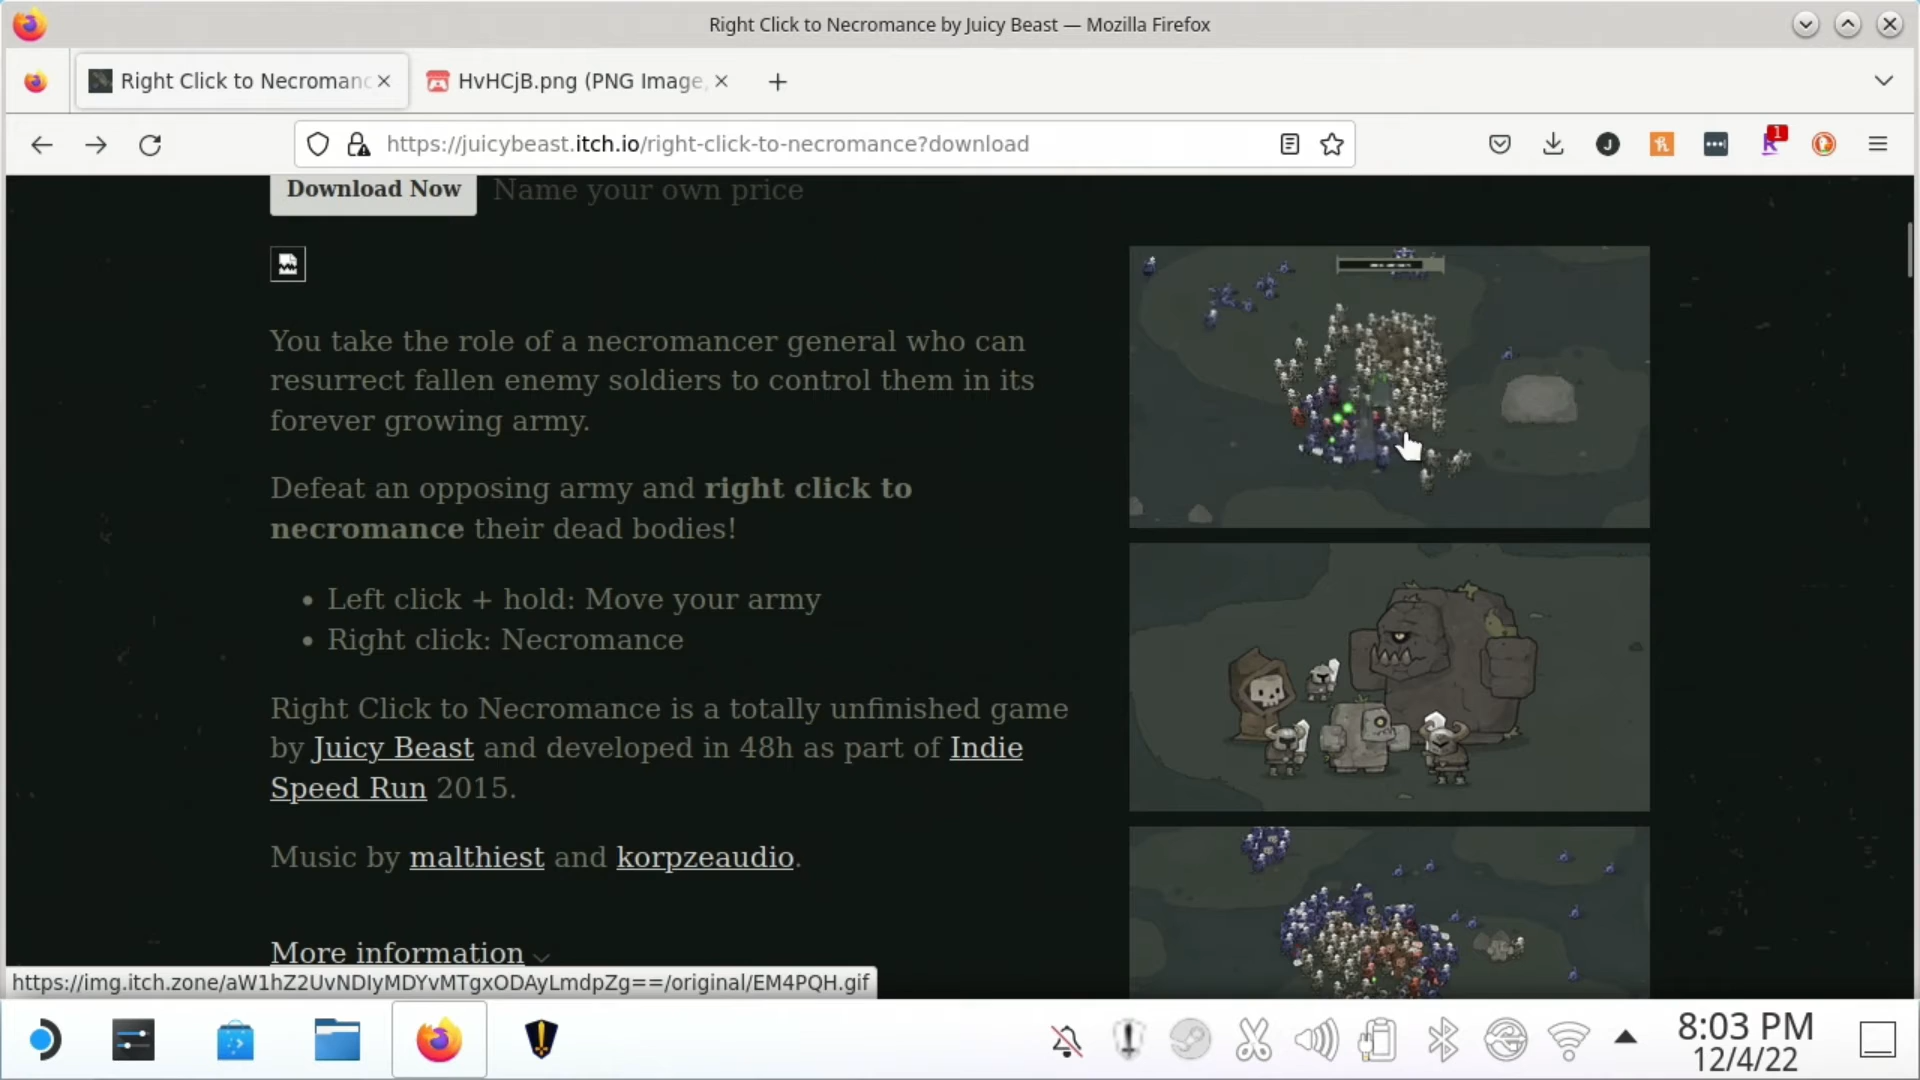 Right Click to Necromance by Juicy Beast — Mozilla Firefox
Right Click to Necromanc
HvHCjB.png (PNG Image,
https://juicybeast.itch.io/right-click-to-necromance?download
1
Download Now Name your own price
You take the role of a necromancer general who can
resurrect fallen enemy soldiers to control them in its
forever growing army.
Defeat an opposing army and right click to
necromance their dead bodies!
• Left click + hold: Move your army
• Right click: Necromance
Right Click to Necromance is a totally unfinished game
by Juicy Beast and developed in 48h as part of Indie
Speed Run 2015.
Music by malthiest and korpzeaudio.
More information
https://img.itch.zone/aW1hZ2UvNDIyMDYvMTgxODAyLmdpZg==/original/EM4PQH.gif
8:03 PM
12/4/22